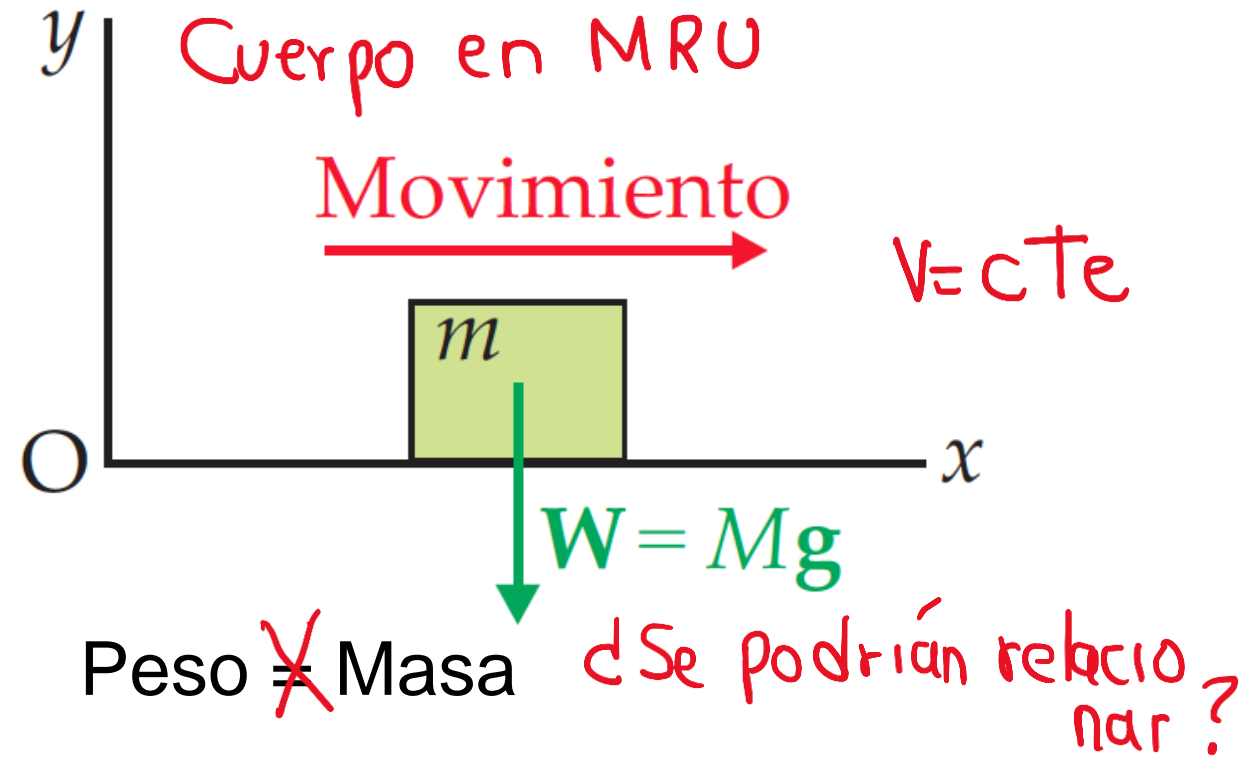 y
Cuerpo en MRU
Movimiento
V=cTe
m
O
x
W = Mg
Peso = Masa
¿Se podrían relacio
nar?